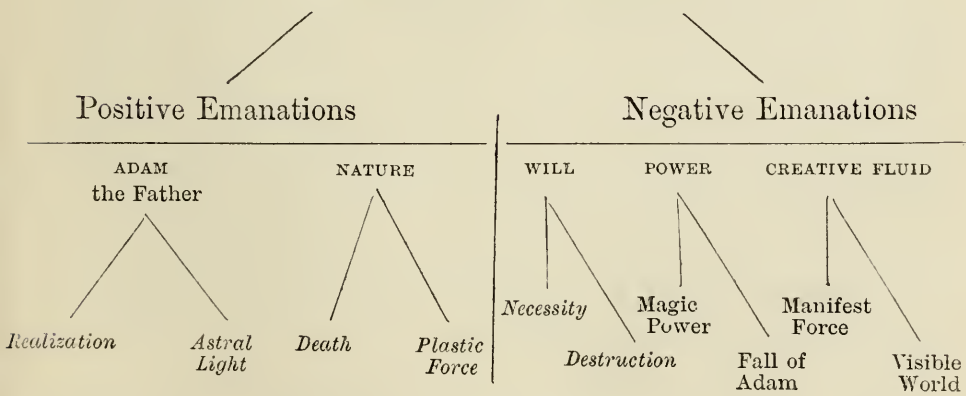 Positive Emanations
Negative Emanations
ADAM
the Father
NATURE
WILL
POWER
CREATIVE FLUID
Realization
Astral
Light
Death
Plastic
Force
Necessity
Destruction
Magic
Power
Fall of
Adam
Manifest
Force
Visible
World